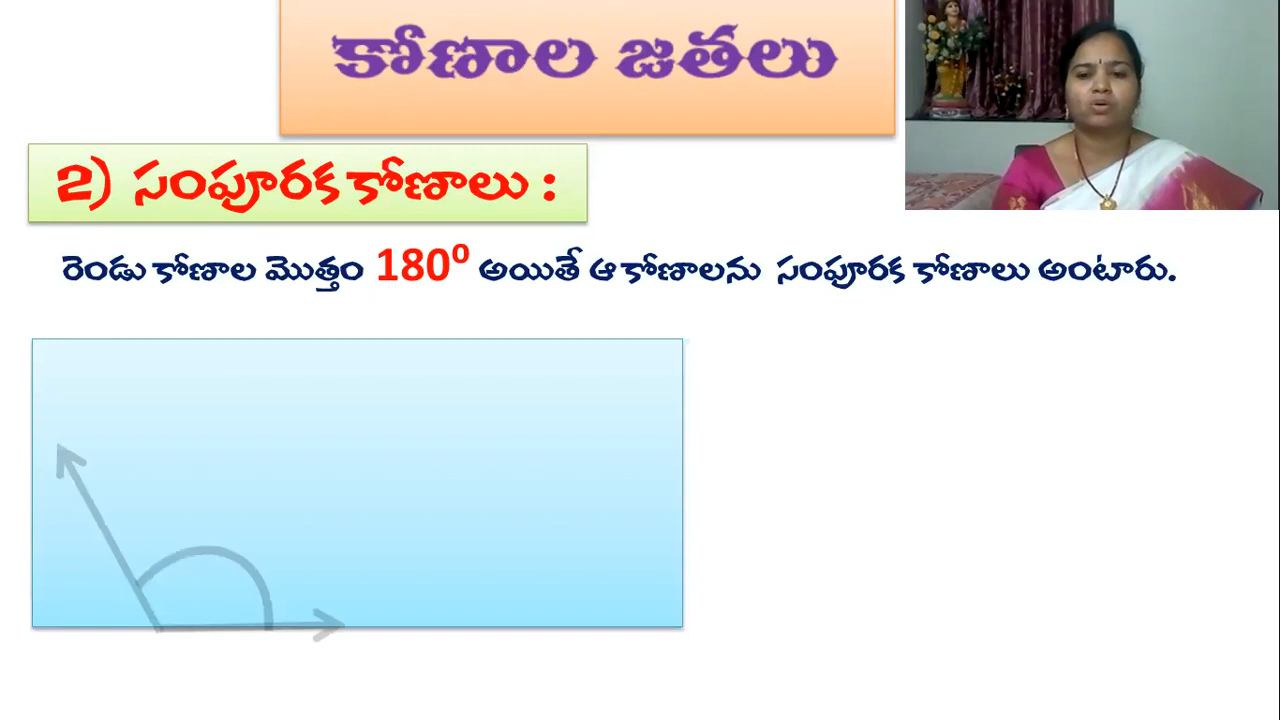 కోణాల జతలు
2) సంపూరక కోణాలు :
రెండు కోణాల మొత్తం 180⁰ అయితే ఆ కోణాలను సంపూరక కోణాలు అంటారు.